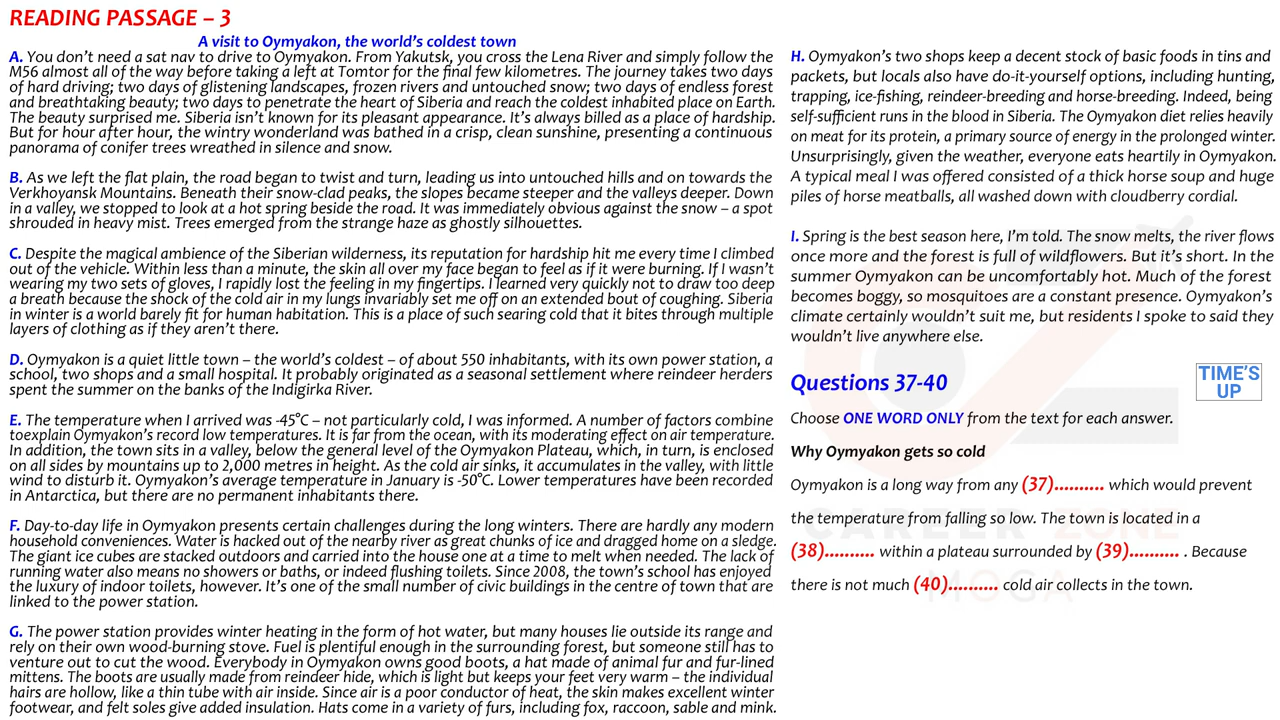 READING PASSAGE – 3
A visit to Oymyakon, the world's coldest town
A. You don't need a sat nav to drive to Oymyakon. From Yakutsk, you cross the Lena River and simply follow the
M56 almost all of the way before taking a left at Tomtor for the final few kilometres. The journey takes two days
of hard driving; two days of glistening landscapes, frozen rivers and untouched snow; two days of endless forest
and breathtaking beauty; two days to penetrate the heart of Siberia and reach the coldest inhabited place on Earth.
The beauty surprised me. Siberia isn't known for its pleasant appearance. It's always billed as a place of hardship.
But for hour after hour, the wintry wonderland was bathed in a crisp, clean sunshine, presenting a continuous
panorama of conifer trees wreathed in silence and snow.
B. As we left the flat plain, the road began to twist and turn, leading us into untouched hills and on towards the
Verkhoyansk Mountains. Beneath their snow-clad peaks, the slopes became steeper and the valleys deeper. Down
in a valley, we stopped to look at a hot spring beside the road. It was immediately obvious against the snow – a spot
shrouded in heavy mist. Trees emerged from the strange haze as ghostly silhouettes.
C. Despite the magical ambience of the Siberian wilderness, its reputation for hardship hit me every time I climbed
out of the vehicle. Within less than a minute, the skin all over my face began to feel as if it were burning. If I wasn't
wearing my two sets of gloves, I rapidly lost the feeling in my fingertips. I learned very quickly not to draw too deep
a breath because the shock of the cold air in my lungs invariably set me off on an extended bout of coughing. Siberia
in winter is a world barely fit for human habitation. This is a place of such searing cold that it bites through multiple
layers of clothing as if they aren't there.
D. Oymyakon is a quiet little town – the world's coldest – of about 550 inhabitants, with its own power station, a
school, two shops and a small hospital. It probably originated as a seasonal settlement where reindeer herders
spent the summer on the banks of the Indigirka River.
E. The temperature when I arrived was -45°C – not particularly cold, I was informed. A number of factors combine
toexplain Oymyakon's record low temperatures. It is far from the ocean, with its moderating effect on air temperature.
In addition, the town sits in a valley, below the general level of the Oymyakon Plateau, which, in turn, is enclosed
on all sides by mountains up to 2,000 metres in height. As the cold air sinks, it accumulates in the valley, with little
wind to disturb it. Oymyakon's average temperature in January is -50°C. Lower temperatures have been recorded
in Antarctica, but there are no permanent inhabitants there.
F. Day-to-day life in Oymyakon presents certain challenges during the long winters. There are hardly any modern
household conveniences. Water is hacked out of the nearby river as great chunks of ice and dragged home on a sledge.
The giant ice cubes are stacked outdoors and carried into the house one at a time to melt when needed. The lack of
running water also means no showers or baths, or indeed flushing toilets. Since 2008, the town's school has enjoyed
the luxury of indoor toilets, however. It's one of the small number of civic buildings in the centre of town that are
linked to the power station.
G. The power station provides winter heating in the form of hot water, but many houses lie outside its range and
rely on their own wood-burning stove. Fuel is plentiful enough in the surrounding forest, but someone still has to
venture out to cut the wood. Everybody in Oymyakon owns good boots, a hat made of animal fur and fur-lined
mittens. The boots are usually made from reindeer hide, which is light but keeps your feet very warm – the individual
hairs are hollow, like a thin tube with air inside. Since air is a poor conductor of heat, the skin makes excellent winter
footwear, and felt soles give added insulation. Hats come in a variety of furs, including fox, raccoon, sable and mink.
H. Oymyakon's two shops keep a decent stock of basic foods in tins and
packets, but locals also have do-it-yourself options, including hunting,
trapping, ice-fishing, reindeer-breeding and horse-breeding. Indeed, being
self-sufficient runs in the blood in Siberia. The Oymyakon diet relies heavily
on meat for its protein, a primary source of energy in the prolonged winter.
Unsurprisingly, given the weather, everyone eats heartily in Oymyakon.
A typical meal I was offered consisted of a thick horse soup and huge
piles of horse meatballs, all washed down with cloudberry cordial.
I. Spring is the best season here, I'm told. The snow melts, the river flows
once more and the forest is full of wildflowers. But it's short. In the
summer Oymyakon can be uncomfortably hot. Much of the forest
becomes boggy, so mosquitoes are a constant presence. Oymyakon's
climate certainly wouldn't suit me, but residents I spoke to said they
wouldn't live anywhere else.
TIME'S
UP
Questions 37-40
Choose ONE WORD ONLY from the text for each answer.
Why Oymyakon gets so cold
Oymyakon is a long way from any (37).......... which would prevent
the temperature from falling so low. The town is located in a
(38).......... within a plateau surrounded by (39).......... . Because
there is not much (40).......... cold air collects in the town.
CAREER ZONE
MOGA